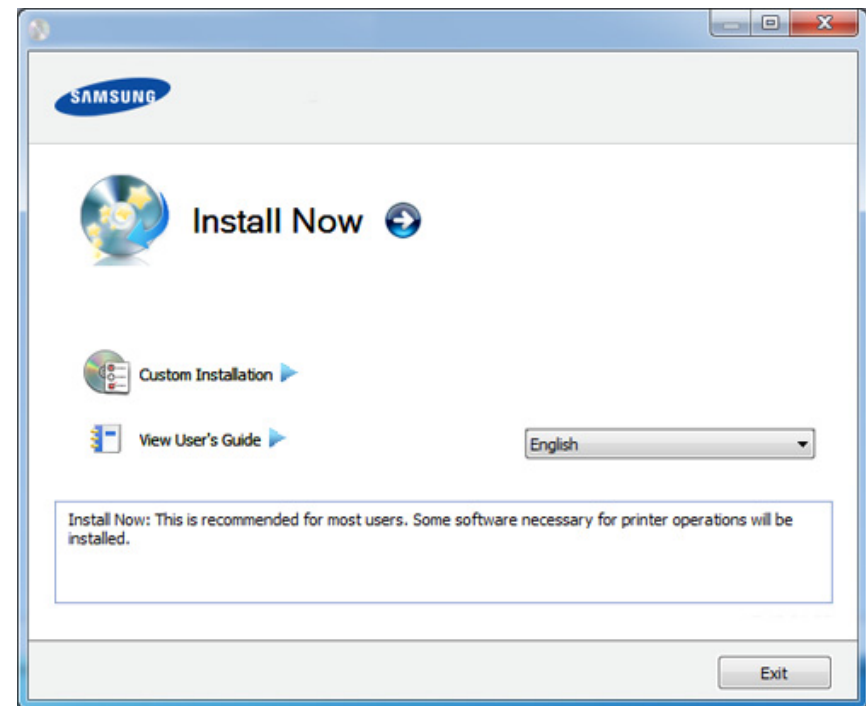 SAMSUNG
Install Now
Custom Installation
View User's Guide
English
Install Now: This is recommended for most users. Some software necessary for printer operations will be
installed.
Exit